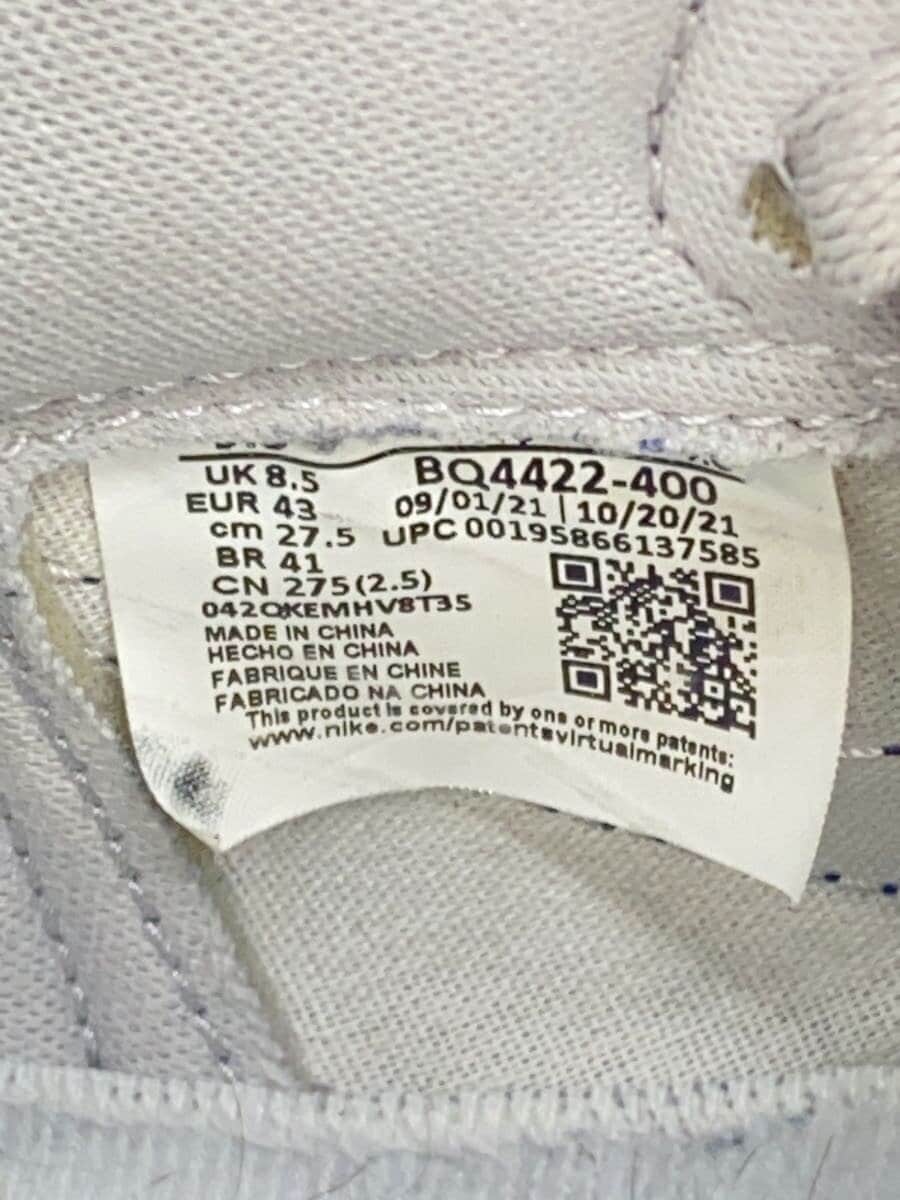 UK 8.5 BQ4422-400
EUR 43 09/01/21 | 10/20/21
cm 27.5 UPC 00195866137585
BR 41
CN 275(2.5)
042QKEMHV8T35
MADE IN CHINA
HECHO EN CHINA
FABRIQUE EN CHINE
FABRICADO NA CHINA
This product is covered by one or more patents:
www.nike.com/patentsvirtualmarking